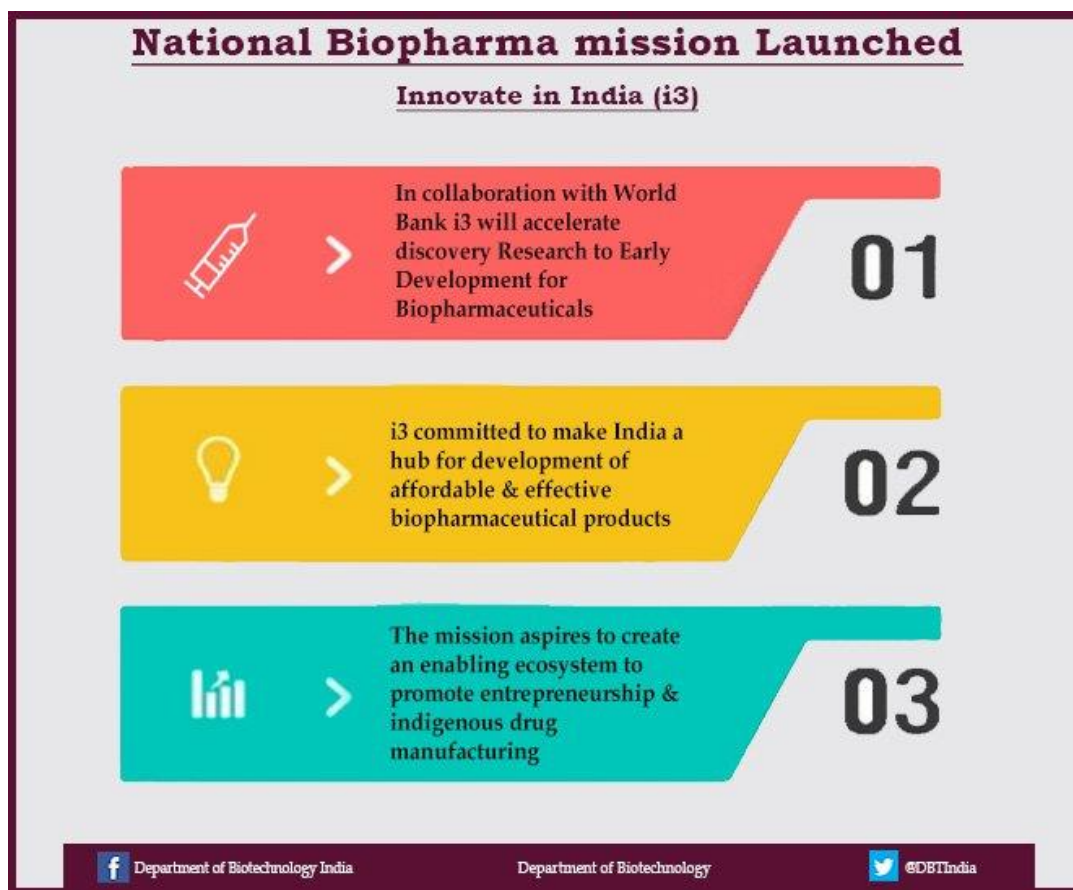 National Biopharma mission Launched
Innovate in India (i3)
In collaboration with World
Bank i3 will accelerate
discovery Research to Early
Development for
Biopharmaceuticals
01
i3 committed to make India a
hub for development of
affordable & effective
biopharmaceutical products
02
The mission aspires to create
an enabling ecosystem to
promote entrepreneurship &
indigenous drug
manufacturing
03
f Department of Biotechnology India
Department of Biotechnology
@DBTIndia